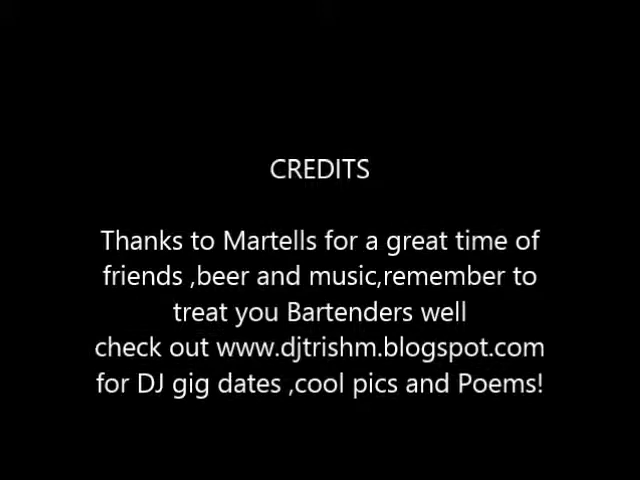 CREDITS
Thanks to Martells for a great time of
friends ,beer and music,remember to
treat you Bartenders well
check out www.djtrishm.blogspot.com
for DJ gig dates ,cool pics and Poems!